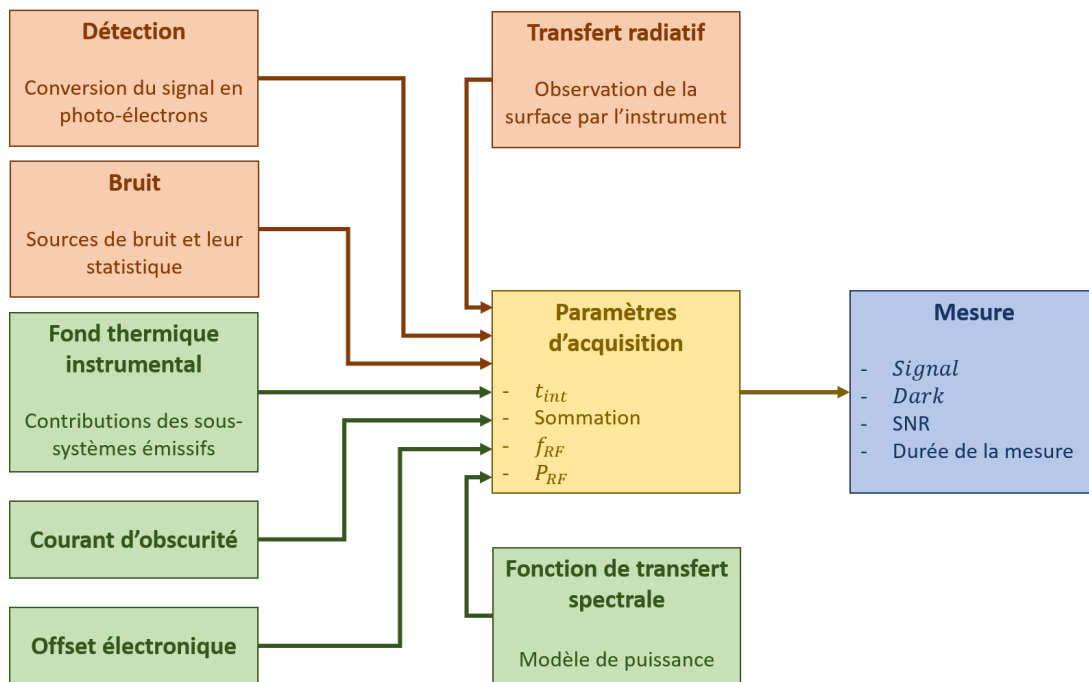 Détection
Conversion du signal en
photo-électrons
Transfert radiatif
Observation de la
surface par l'instrument
Bruit
Sources de bruit et leur
statistique
Fond thermique
instrumental
Contributions des sous-
systèmes émissifs
Courant d'obscurité
Offset électronique
Paramètres
d'acquisition
- t_int
- Sommation
- f_RF
- P_RF
Fonction de transfert
spectrale
Modèle de puissance
Mesure
- Signal
- Dark
- SNR
- Durée de la mesure